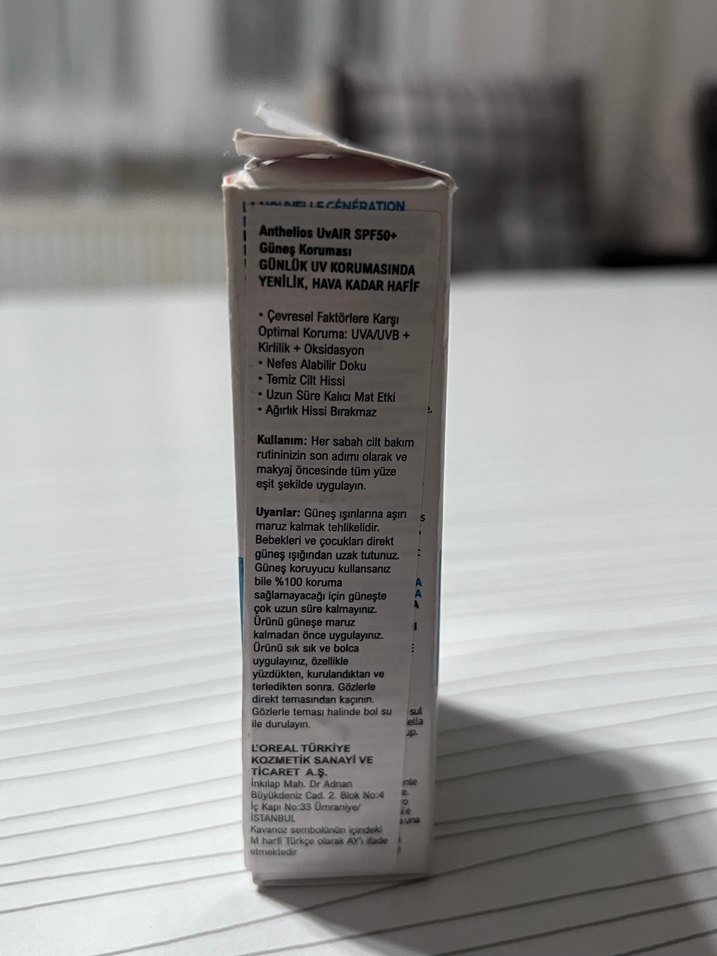 NOUVELLE GÉNÉRATION
Anthelios UvAIR SPF50+
Güneş Koruması
GÜNLÜK UV KORUMASINDA
YENİLİK, HAVA KADAR HAFİF
• Çevresel Faktörlere Karşı
Optimal Koruma: UVA/UVB +
Kirlilik + Oksidasyon
• Nefes Alabilir Doku
• Temiz Cilt Hissi
• Uzun Süre Kalıcı Mat Etki
• Ağırlık Hissi Bırakmaz
Kullanım: Her sabah cilt bakım
rutininizin son adımı olarak ve
makyaj öncesinde tüm yüze
eşit şekilde uygulayın.
Uyarılar: Güneş ışınlarına aşırı
maruz kalmak tehlikelidir.
Bebekleri ve çocukları direkt
güneş ışığından uzak tutunuz.
Güneş koruyucu kullansanız
bile %100 koruma
sağlamayacağı için güneşte
çok uzun süre kalmayınız.
Ürünü güneşe maruz
kalmadan önce uygulayınız.
Ürünü sık sık ve bolca
uygulayınız, özellikle
yüzdükten, kurulandıktan ve
terledikten sonra. Gözlerle
direkt temasından kaçının.
Gözlerle teması halinde bol su
ile durulayın.
L'OREAL TÜRKİYE
KOZMETİK SANAYİ VE
TİCARET A.Ş.
İnkılap Mah. Dr Adnan
Büyükdeniz Cad. 2. Blok No:4
İç Kapı No:33 Ümraniye/
İSTANBUL
Kavanoz sembolünün içindeki
M harfi Türkçe olarak AY'ı ifade
etmektedir